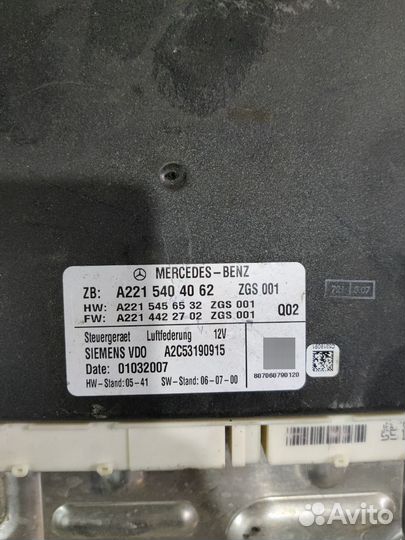 MERCEDES-BENZ
ZB: A221 540 40 62 ZGS 001
HW: A221 545 65 32 ZGS 001
FW: A221 442 27 02 ZGS 001 Q02
Steuergeraet Luftfederung 12V
SIEMENS VDO A2C53190915
Date: 01032007
HW-Stand: 05-41 SW-Stand: 06-07-00
807060790120
Avito